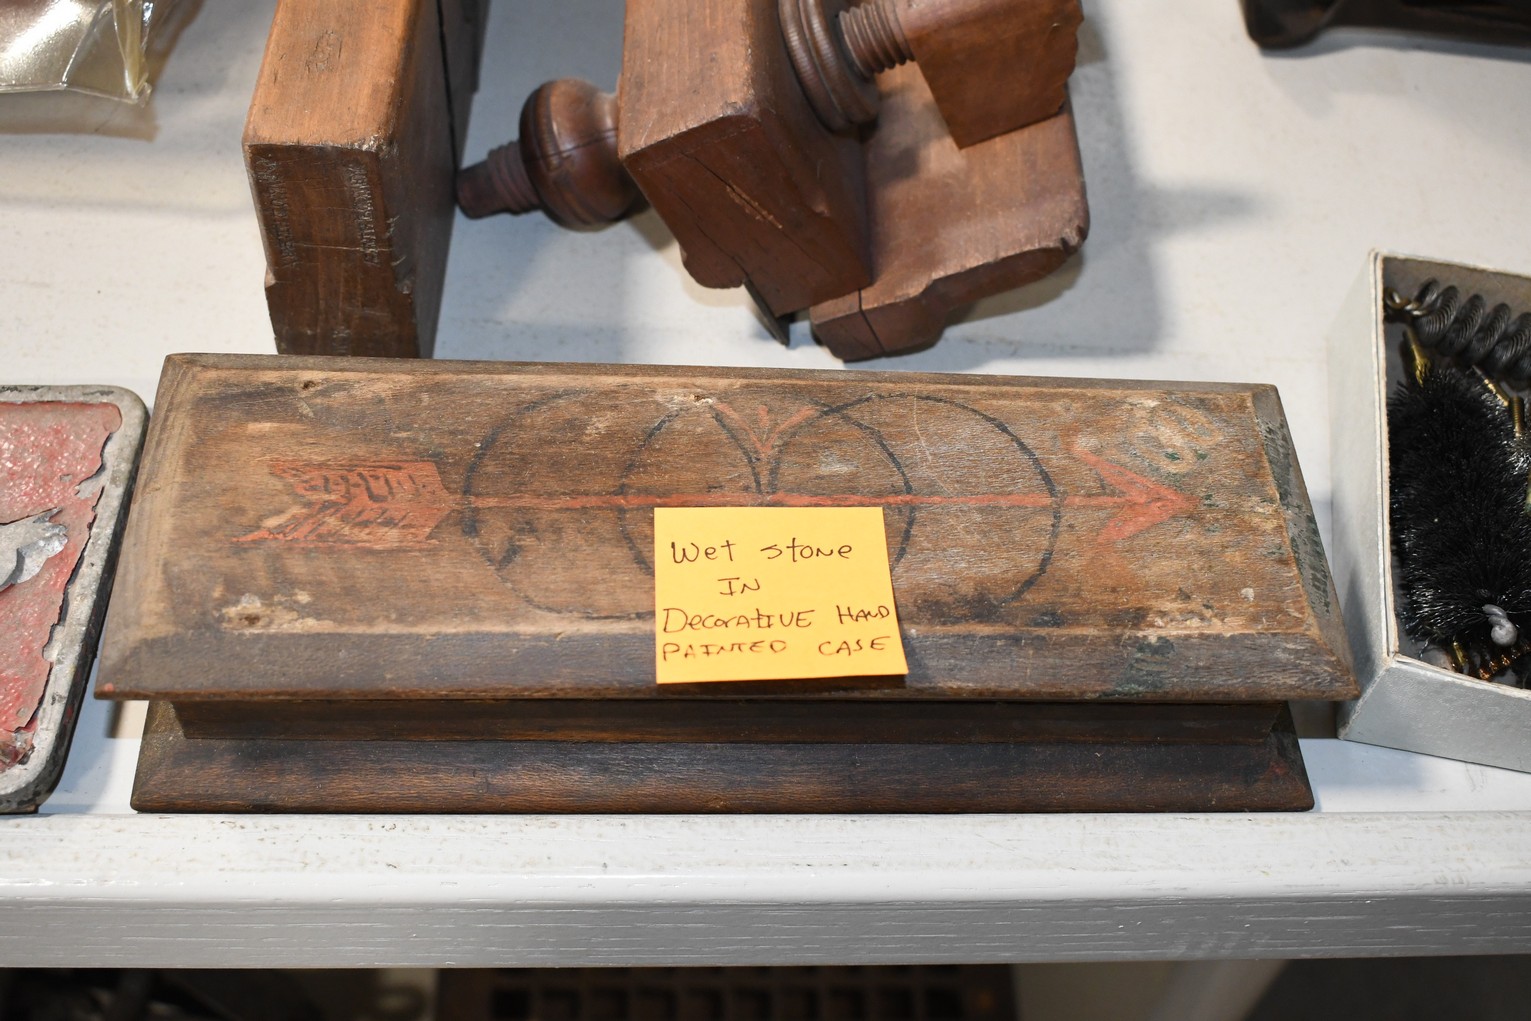 Wet stone
IN
Decorative Hand
PAINTED CASE